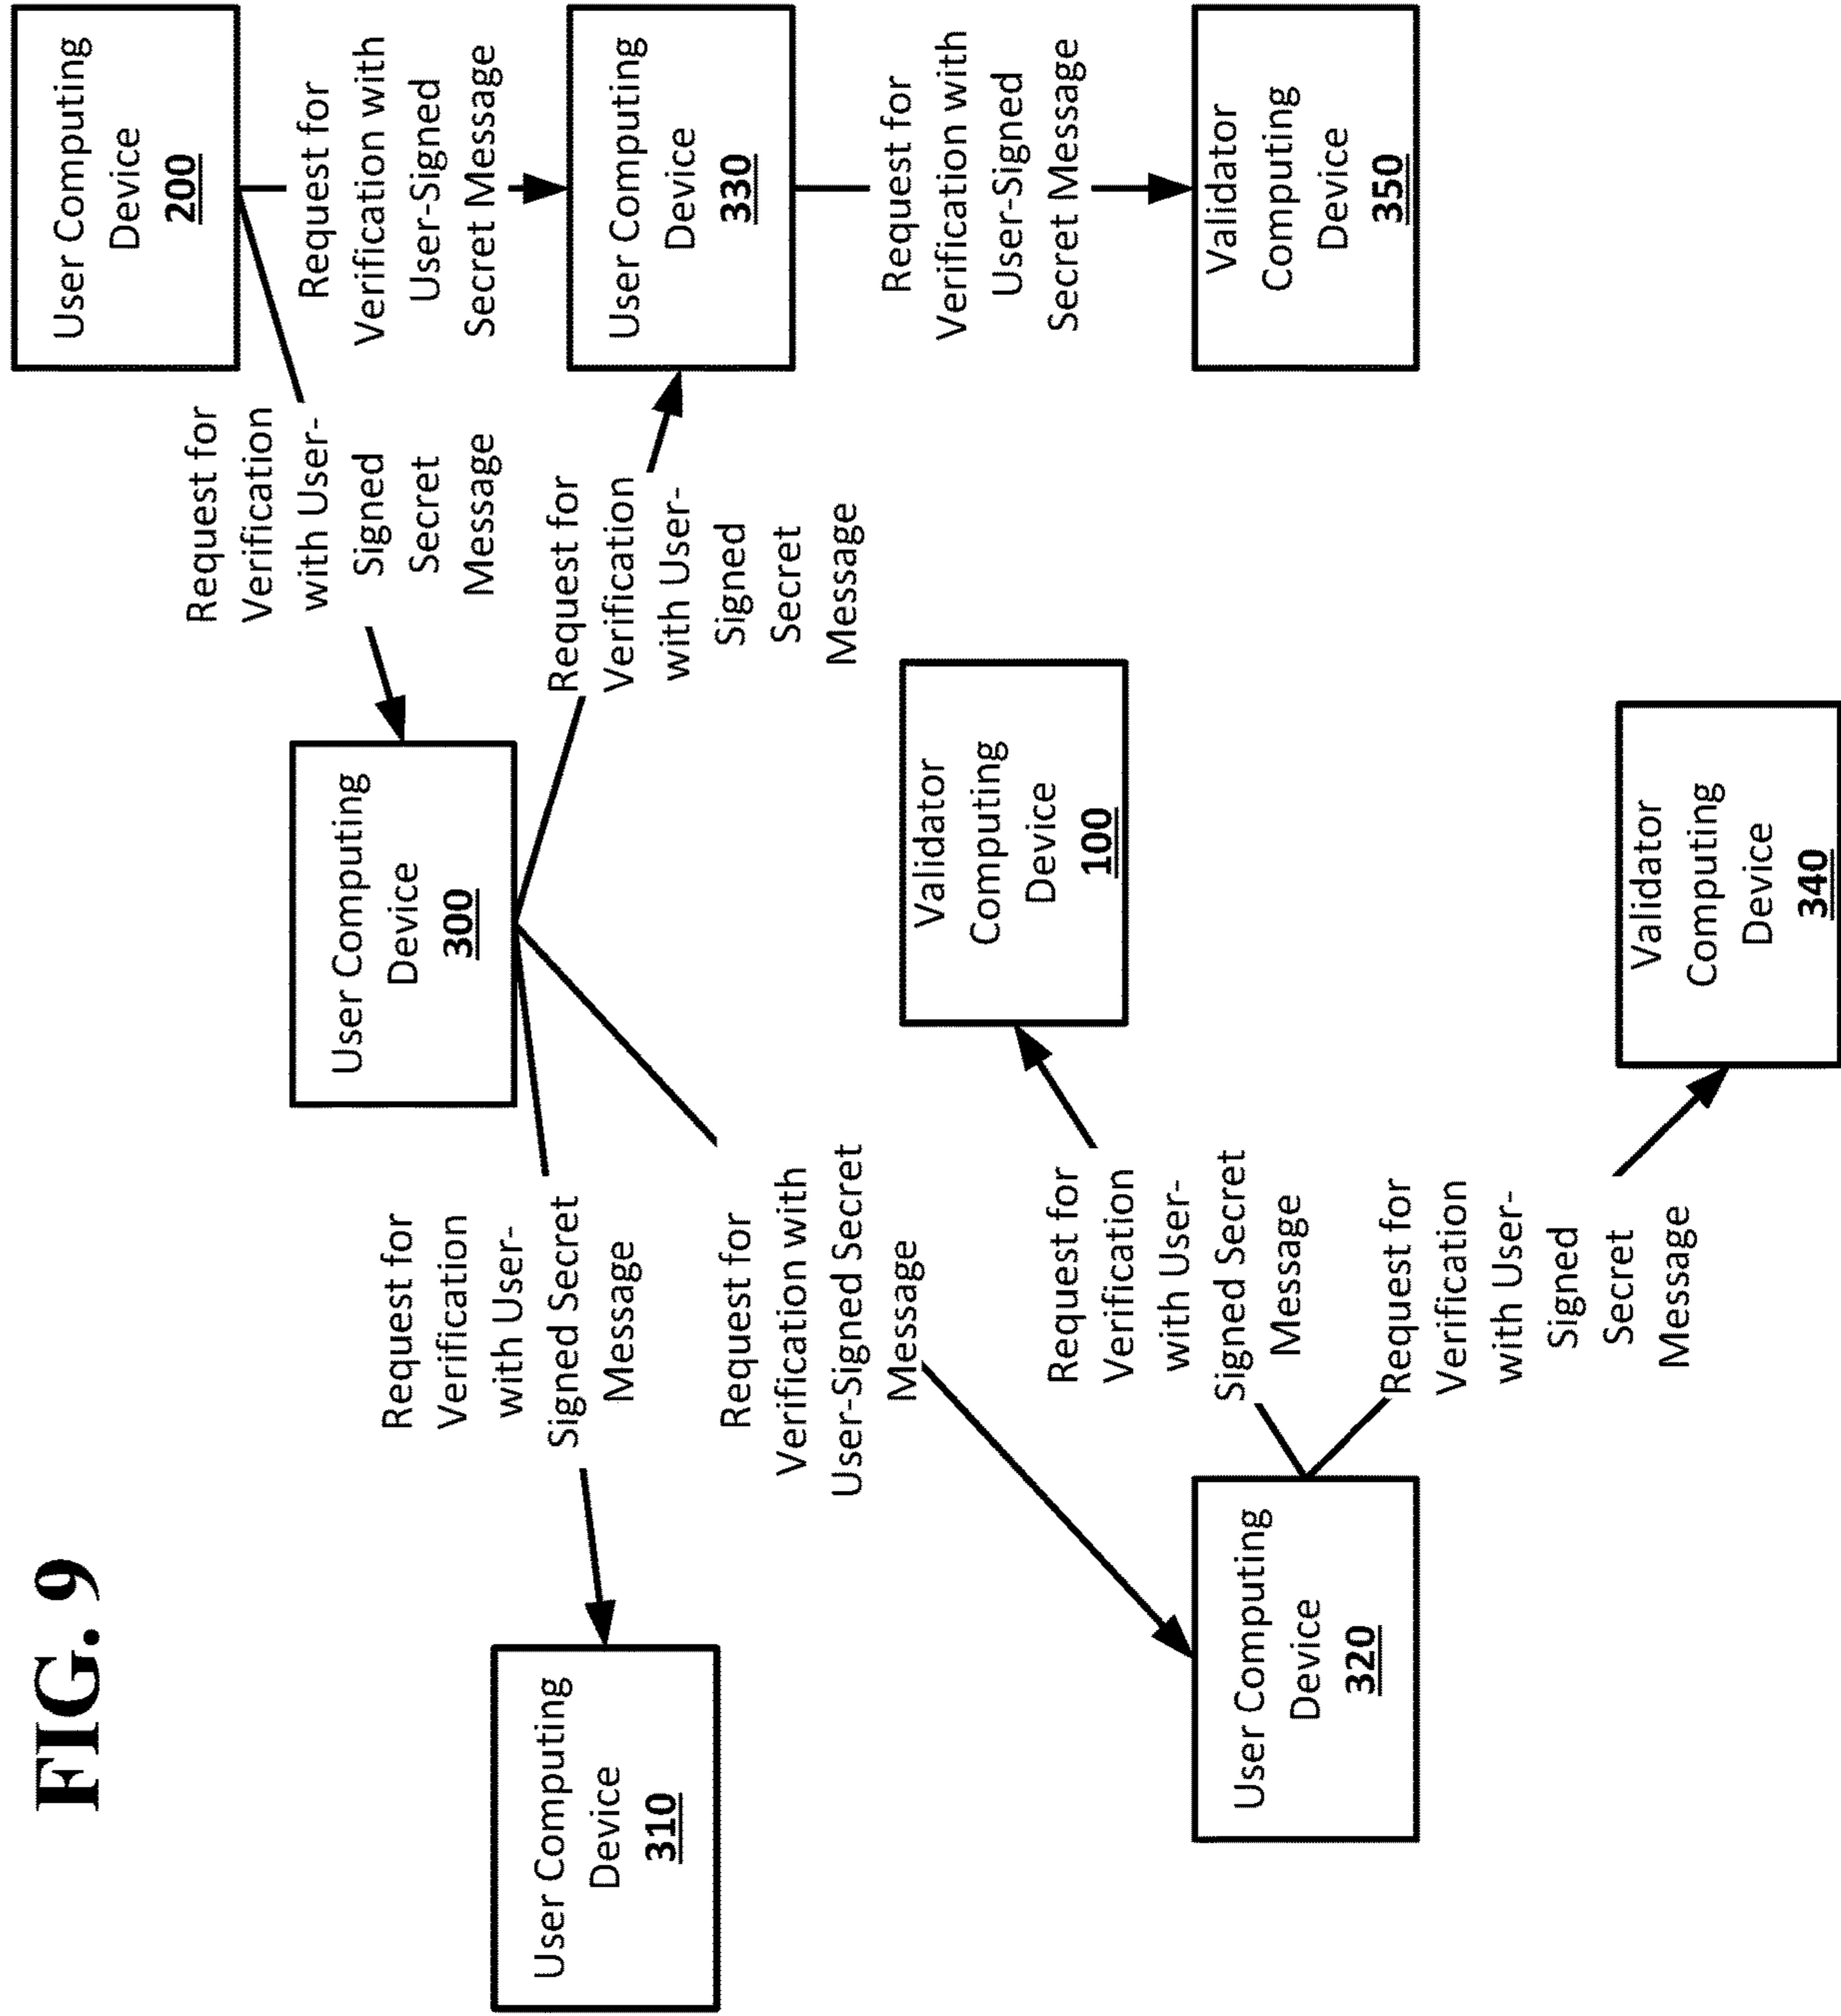 FIG. 9
User Computing
Device
200
Request for
Verification
with User-
Signed
Secret
Message
Request for
Verification with
User-Signed
Secret Message
User Computing
Device
300
User Computing
Device
330
Request for
Verification
with User-
Signed
Secret
Message
Request for
Verification
with User-
Signed Secret
Message
User Computing
Device
310
Request for
Verification with
User-Signed Secret
Message
Request for
Verification with
User-Signed
Secret Message
Validator
Computing
Device
100
Validator
Computing
Device
350
User Computing
Device
320
Request for
Verification
with User-
Signed Secret
Message
Request for
Verification
with User-
Signed
Secret
Message
Validator
Computing
Device
340